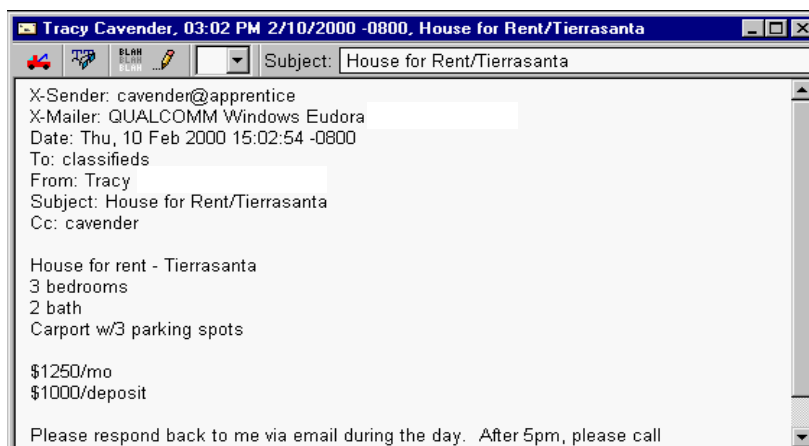 Tracy Cavender, 03:02 PM 2/10/2000 -0800, House for Rent/Tierrasanta
BLAH BLAH BLAH Subject: House for Rent/Tierrasanta
X-Sender: cavender@apprentice
X-Mailer: QUALCOMM Windows Eudora
Date: Thu, 10 Feb 2000 15:02:54 -0800
To: classifieds
From: Tracy
Subject: House for Rent/Tierrasanta
Cc: cavender
House for rent - Tierrasanta
3 bedrooms
2 bath
Carport w/3 parking spots
$1250/mo
$1000/deposit
Please respond back to me via email during the day.  After 5pm, please call